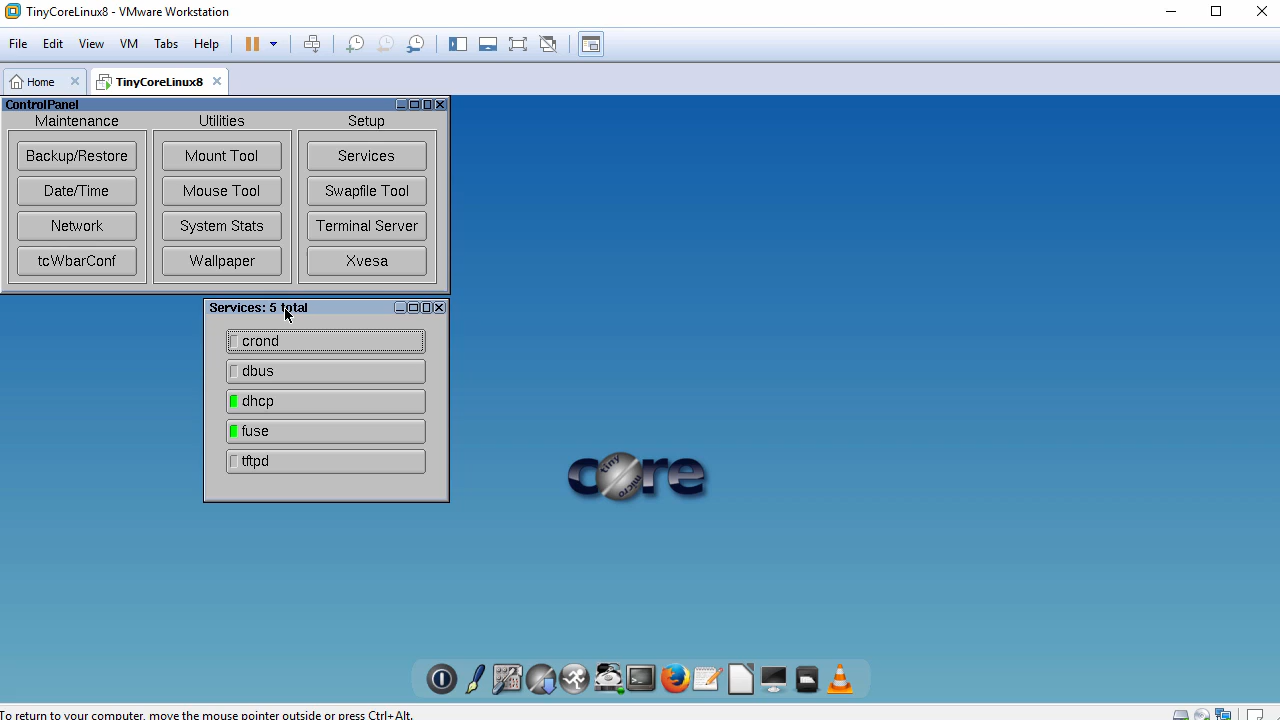 TinyCoreLinux8 - VMware Workstation
File Edit View VM Tabs Help
Home TinyCoreLinux8
ControlPanel
Maintenance Utilities Setup
Backup/Restore Mount Tool Services
Date/Time Mouse Tool Swapfile Tool
Network System Stats Terminal Server
tcWbarConf Wallpaper Xvesa
Services: 5 total
crond
dbus
dhcp
fuse
tftpd
core
tiny
micro
To return to your computer, move the mouse pointer outside or press Ctrl+Alt.